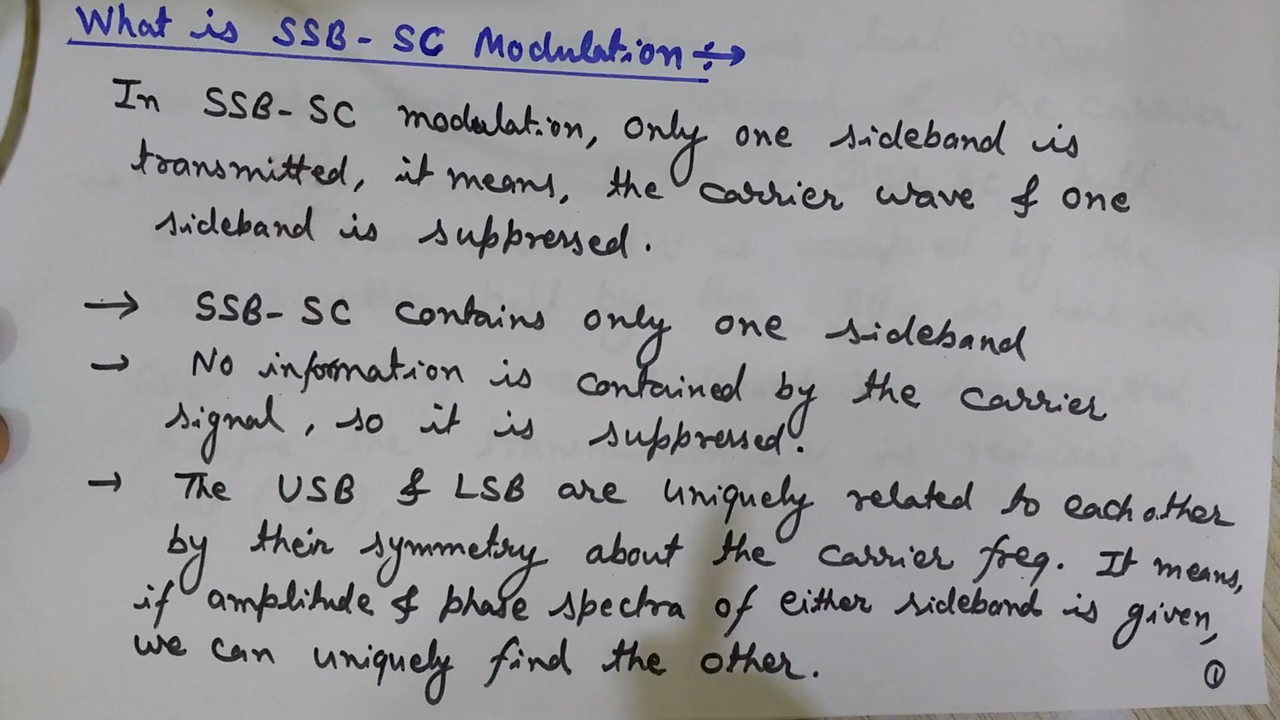 What is SSB-SC Modulation ÷→
In SSB-SC modulation, only one sideband is
transmitted, it means, the carrier wave & one
sideband is suppressed.
→ SSB-SC contains only one sideband
→ No information is contained by the carrier
signal, so it is suppressed.
→ The USB & LSB are uniquely related to each other
by their symmetry about the carrier freq. It means,
if amplitude & phase spectra of either sideband is given,
we can uniquely find the other.
①